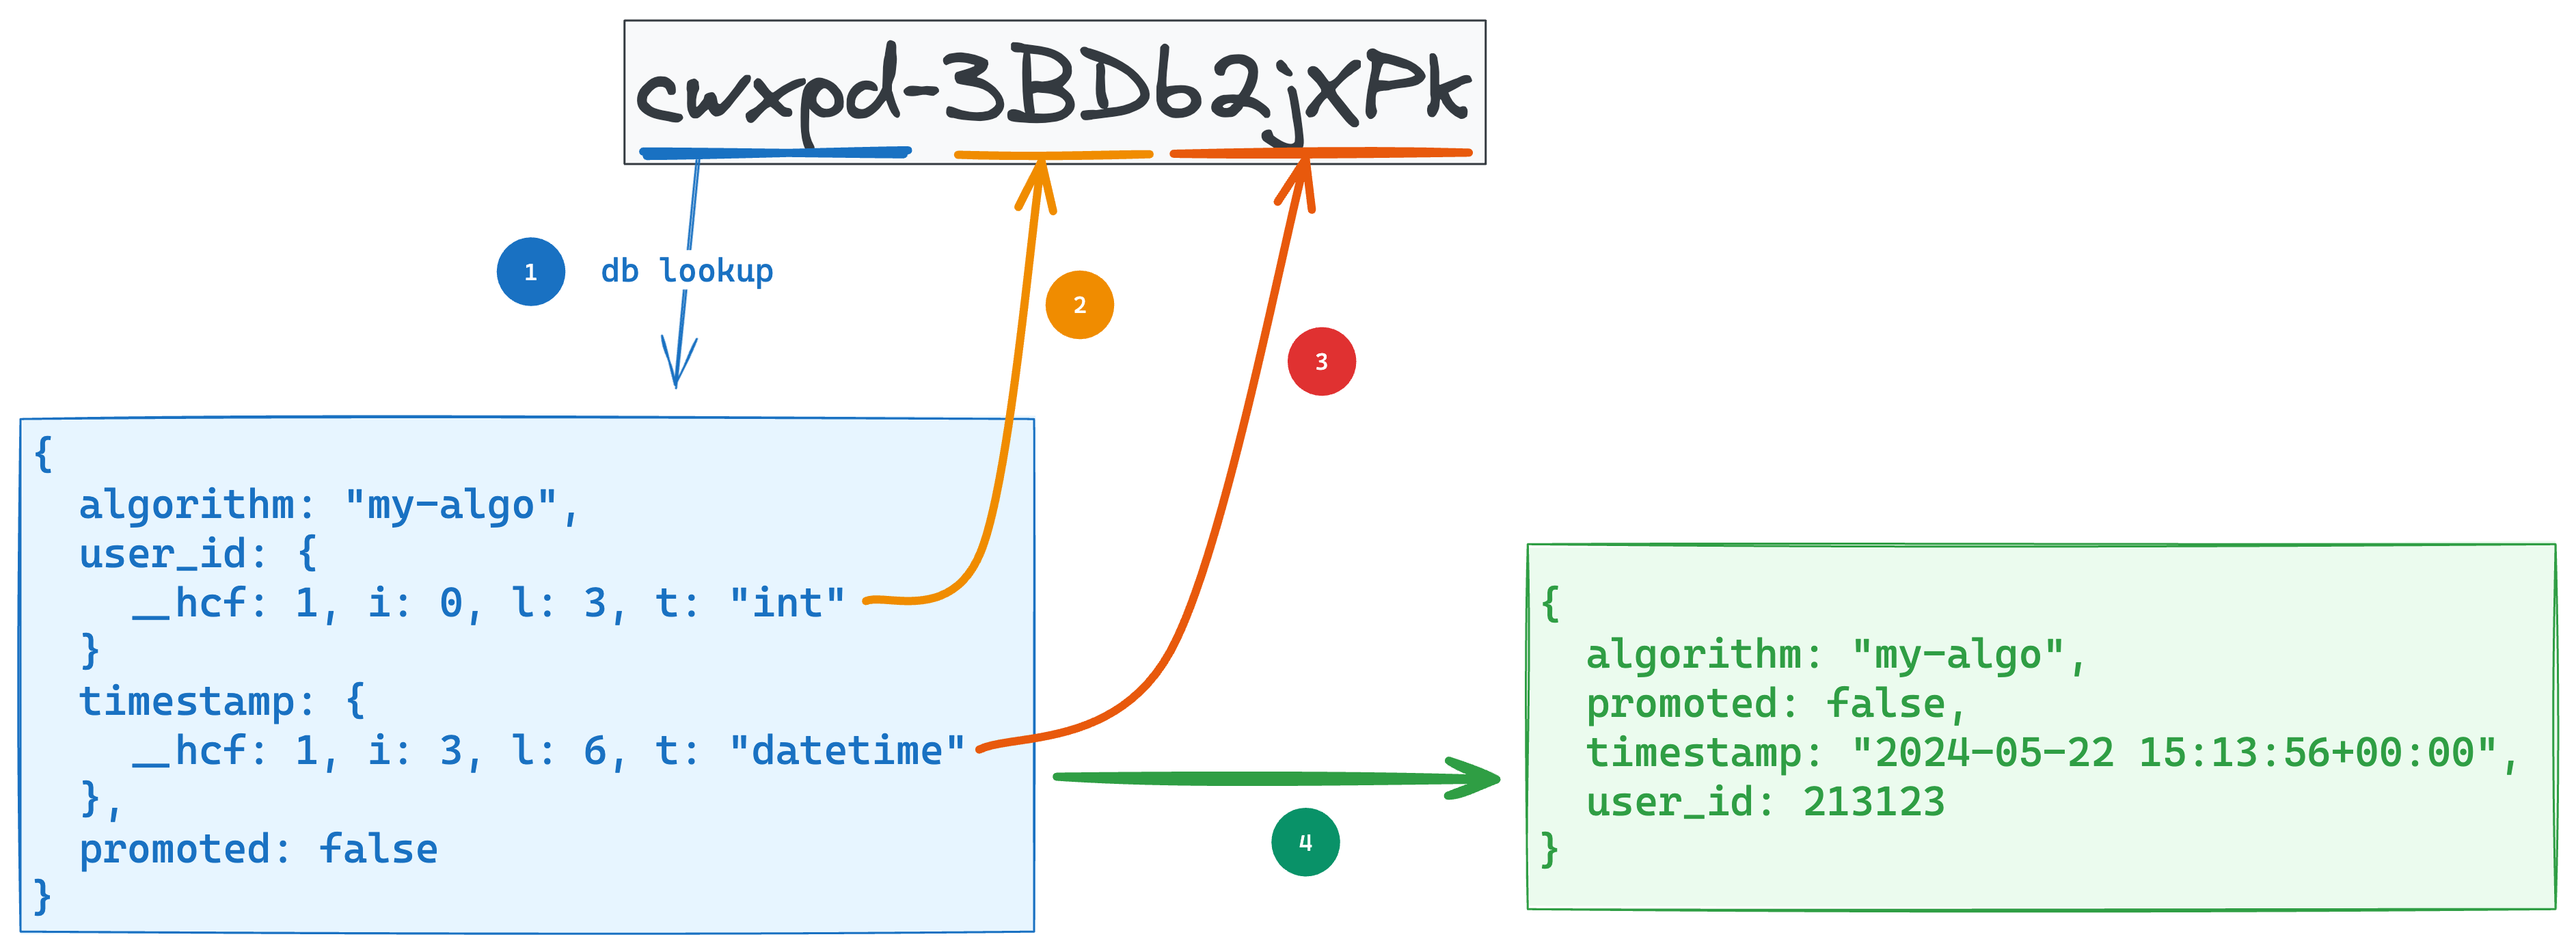 cwxpd-3BDb2jXPk
1
db lookup
2
3
{
algorithm: "my-algo",
user_id: {
__hcf: 1, i: 0, l: 3, t: "int"
}
timestamp: {
__hcf: 1, i: 3, l: 6, t: "datetime"
},
promoted: false
}
4
{
algorithm: "my-algo",
promoted: false,
timestamp: "2024-05-22 15:13:56+00:00",
user_id: 213123
}